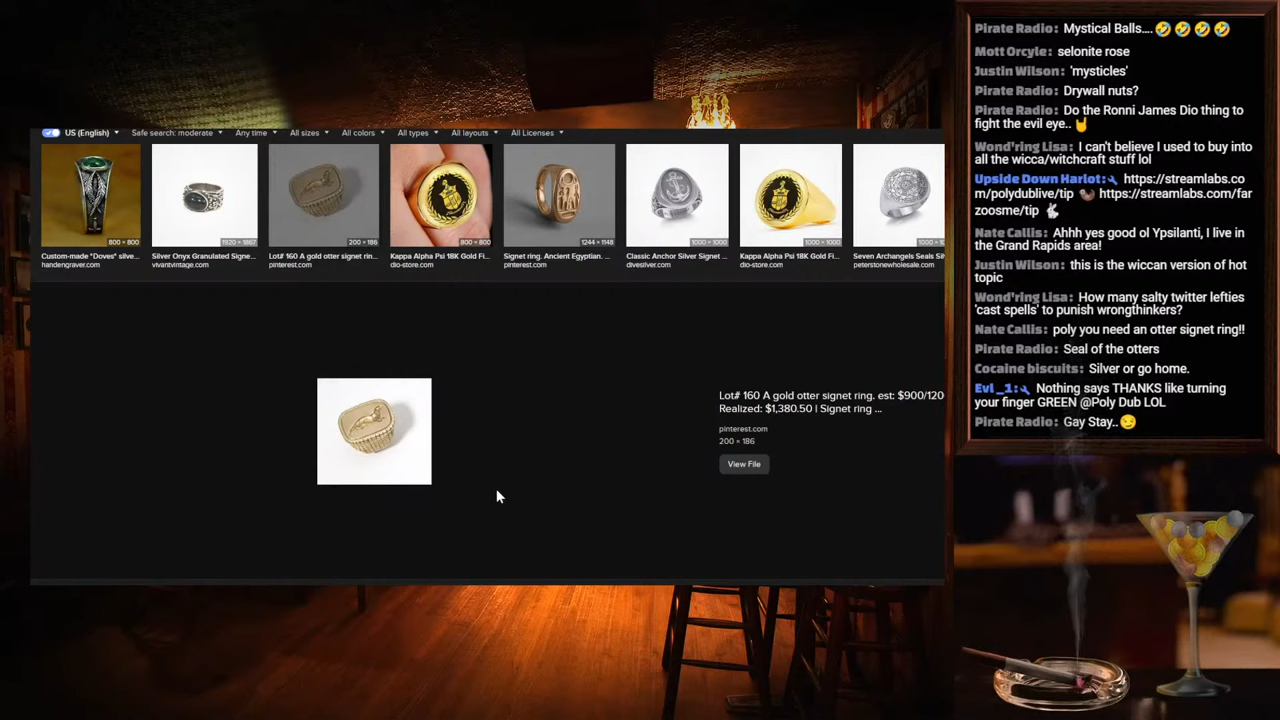 US (English)
Safe search: moderate
Any time
All sizes
All colors
All types
All layouts
All Licenses
800 × 800
1920 × 1867
200 × 186
800 × 800
1244 × 1148
1000 × 1000
1000 × 1000
Custom-made "Doves" silve...
handengraver.com
Silver Onyx Granulated Signe...
vivantvintage.com
Lot# 160 A gold otter signet rin...
pinterest.com
Kappa Alpha Psi 18K Gold Fi...
dio-store.com
Signet ring. Ancient Egyptian. ...
pinterest.com
Classic Anchor Silver Signet ...
divesilver.com
Kappa Alpha Psi 18K Gold Fi...
dio-store.com
Seven Archangels Seals Sil
peterstonewholesale.com
Lot# 160 A gold otter signet ring. est: $900/120
Realized: $1,380.50 | Signet ring ...
pinterest.com
200 × 186
View File
Pirate Radio: Mystical Balls.... 🤣🤣🤣🤣
Mott Orcyle: selonite rose
Justin Wilson: 'mysticles'
Pirate Radio: Drywall nuts?
Pirate Radio: Do the Ronni James Dio thing to
fight the evil eye.. 🤘
Wond'ring Lisa: I can't believe I used to buy into
all the wicca/witchcraft stuff lol
Upside Down Harlot: https://streamlabs.co
m/polydublive/tip 🦦 https://streamlabs.com/far
zoosme/tip 🐇
Nate Callis: Ahhh yes good ol Ypsilanti, I live in
the Grand Rapids area!
Justin Wilson: this is the wiccan version of hot
topic
Wond'ring Lisa: How many salty twitter lefties
'cast spells' to punish wrongthinkers?
Nate Callis: poly you need an otter signet ring!!
Pirate Radio: Seal of the otters
Cocaine biscuits: Silver or go home.
Evl_1: Nothing says THANKS like turning
your finger GREEN @Poly Dub LOL
Pirate Radio: Gay Stay..😏